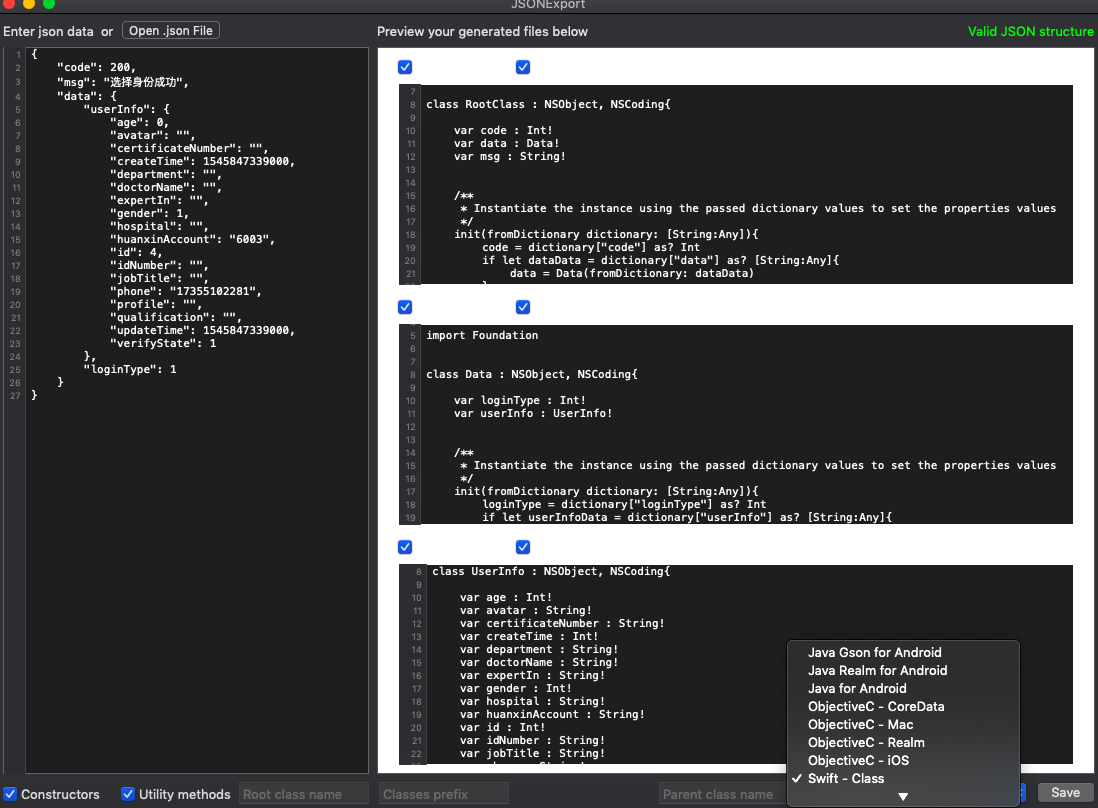 JSONExport
Enter json data or Open .json File
Preview your generated files below
Valid JSON structure
1 {
2 "code": 200,
3 "msg": "选择身份成功",
4 "data": {
5 "userInfo": {
6 "age": 0,
7 "avatar": "",
8 "certificateNumber": "",
9 "createTime": 1545847339000,
10 "department": "",
11 "doctorName": "",
12 "expertIn": "",
13 "gender": 1,
14 "hospital": "",
15 "huanxinAccount": "6003",
16 "id": 4,
17 "idNumber": "",
18 "jobTitle": "",
19 "phone": "17355102281",
20 "profile": "",
21 "qualification": "",
22 "updateTime": 1545847339000,
23 "verifyState": 1
24 },
25 "loginType": 1
26 }
27 }
7
8 class RootClass : NSObject, NSCoding{
9
10 var code : Int!
11 var data : Data!
12 var msg : String!
13
14
15 /**
16 * Instantiate the instance using the passed dictionary values to set the properties values
17 */
18 init(fromDictionary dictionary: [String:Any]){
19 code = dictionary["code"] as? Int
20 if let dataData = dictionary["data"] as? [String:Any]{
21 data = Data(fromDictionary: dataData)
5 import Foundation
6
7
8 class Data : NSObject, NSCoding{
9
10 var loginType : Int!
11 var userInfo : UserInfo!
12
13
14 /**
15 * Instantiate the instance using the passed dictionary values to set the properties values
16 */
17 init(fromDictionary dictionary: [String:Any]){
18 loginType = dictionary["loginType"] as? Int
19 if let userInfoData = dictionary["userInfo"] as? [String:Any]{
8 class UserInfo : NSObject, NSCoding{
9
10 var age : Int!
11 var avatar : String!
12 var certificateNumber : String!
13 var createTime : Int!
14 var department : String!
15 var doctorName : String!
16 var expertIn : String!
17 var gender : Int!
18 var hospital : String!
19 var huanxinAccount : String!
20 var id : Int!
21 var idNumber : String!
22 var jobTitle : String!
Java Gson for Android
Java Realm for Android
Java for Android
ObjectiveC - CoreData
ObjectiveC - Mac
ObjectiveC - Realm
ObjectiveC - iOS
✓ Swift - Class
Constructors
Utility methods
Root class name
Classes prefix
Parent class name
Save